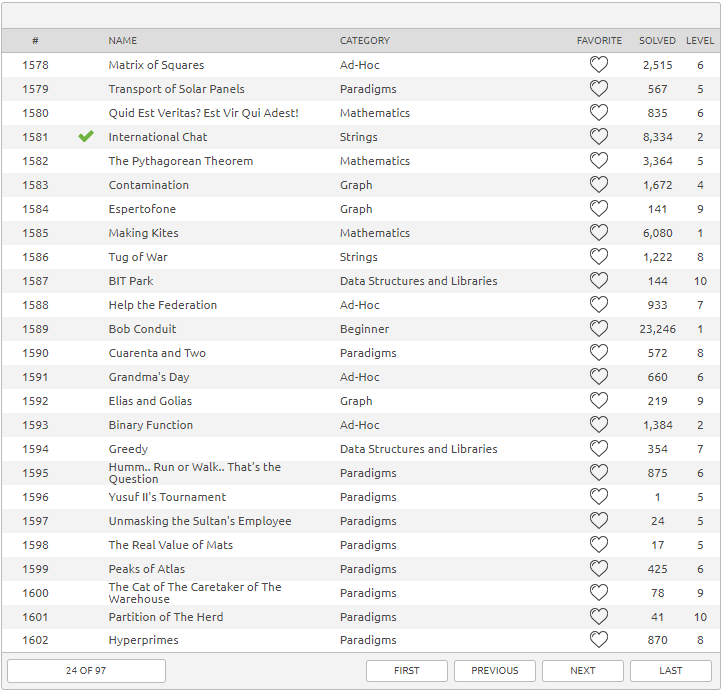 # NAME CATEGORY FAVORITE SOLVED LEVEL
1578 Matrix of Squares Ad-Hoc 2,515 6
1579 Transport of Solar Panels Paradigms 567 5
1580 Quid Est Veritas? Est Vir Qui Adest! Mathematics 835 6
1581 International Chat Strings 8,334 2
1582 The Pythagorean Theorem Mathematics 3,364 5
1583 Contamination Graph 1,672 4
1584 Espertofone Graph 141 9
1585 Making Kites Mathematics 6,080 1
1586 Tug of War Strings 1,222 8
1587 BIT Park Data Structures and Libraries 144 10
1588 Help the Federation Ad-Hoc 933 7
1589 Bob Conduit Beginner 23,246 1
1590 Cuarenta and Two Paradigms 572 8
1591 Grandma's Day Ad-Hoc 660 6
1592 Elias and Golias Graph 219 9
1593 Binary Function Ad-Hoc 1,384 2
1594 Greedy Data Structures and Libraries 354 7
1595 Humm.. Run or Walk.. That's the
Question Paradigms 875 6
1596 Yusuf II's Tournament Paradigms 1 5
1597 Unmasking the Sultan's Employee Paradigms 24 5
1598 The Real Value of Mats Paradigms 17 5
1599 Peaks of Atlas Paradigms 425 6
1600 The Cat of The Caretaker of The
Warehouse Paradigms 78 9
1601 Partition of The Herd Paradigms 41 10
1602 Hyperprimes Paradigms 870 8
24 OF 97 FIRST PREVIOUS NEXT LAST